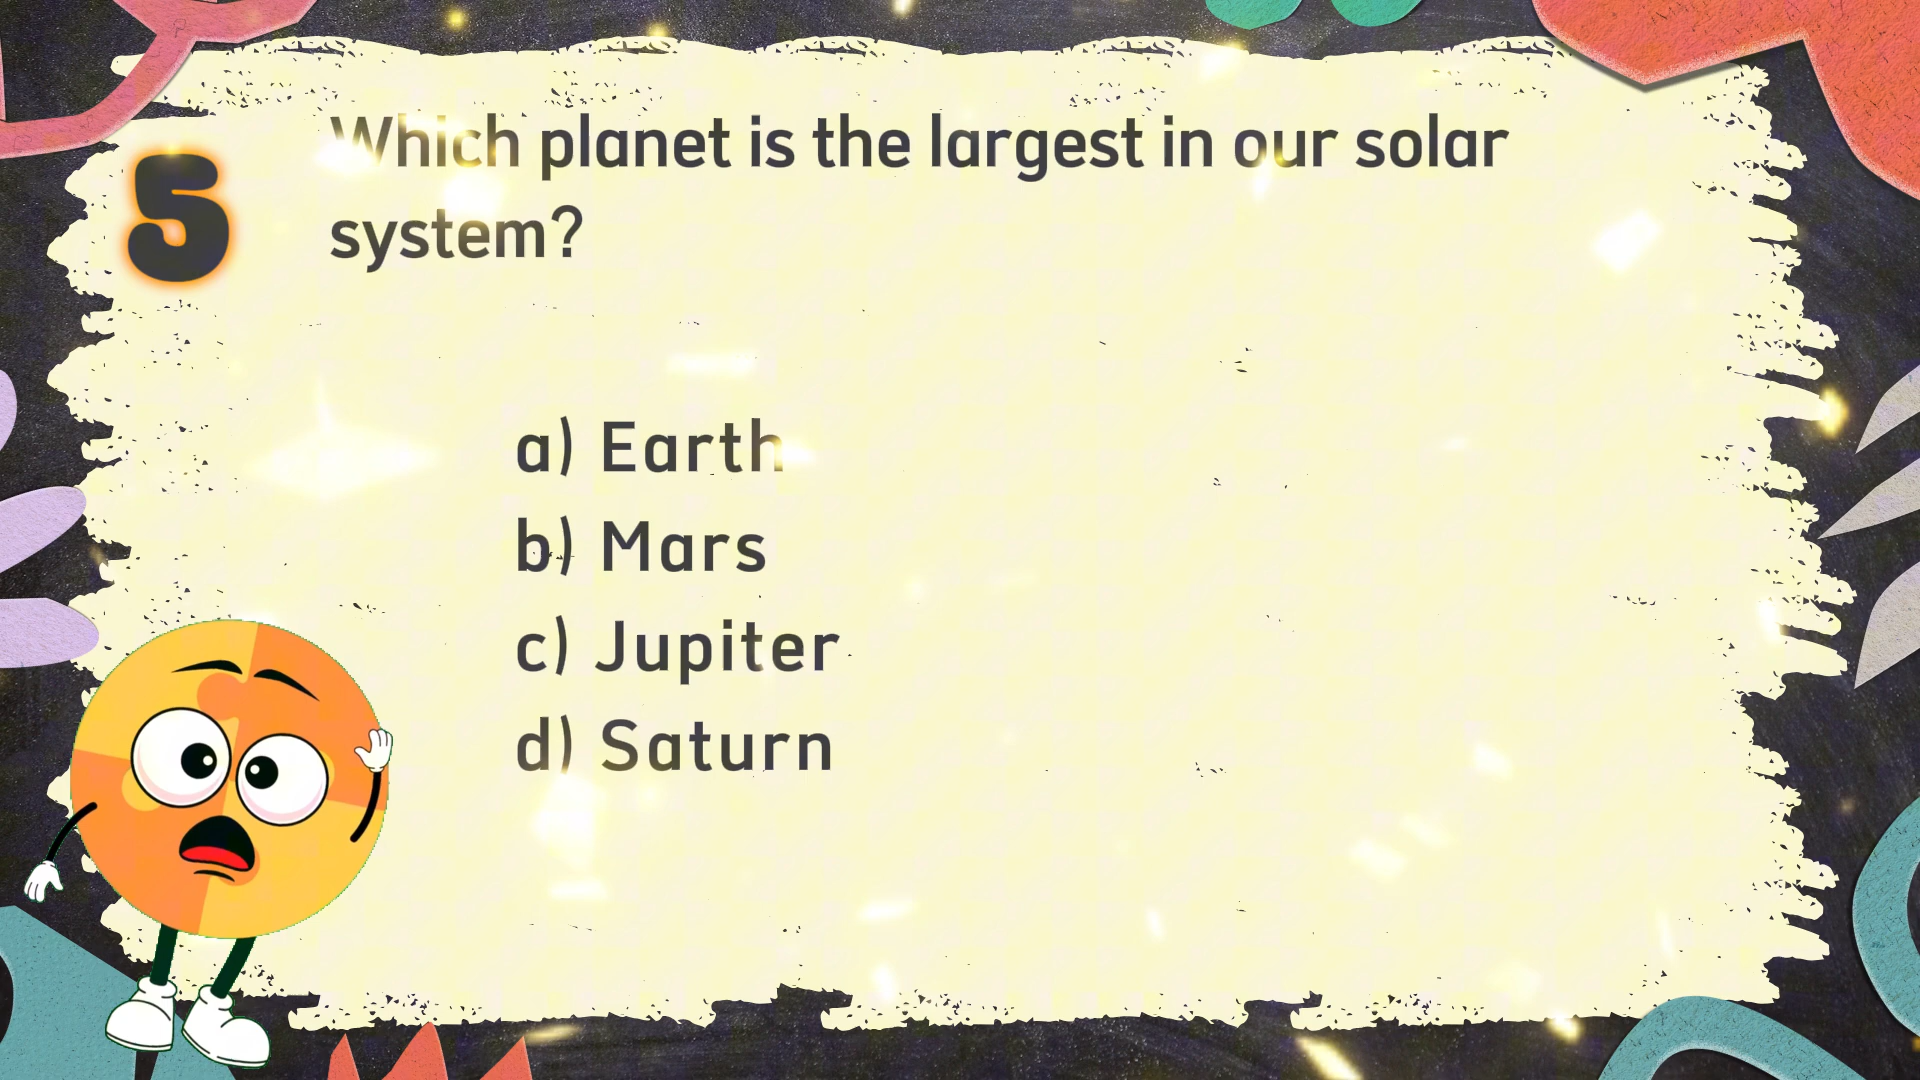 5
Which planet is the largest in our solar
system?
a) Earth
b) Mars
c) Jupiter
d) Saturn